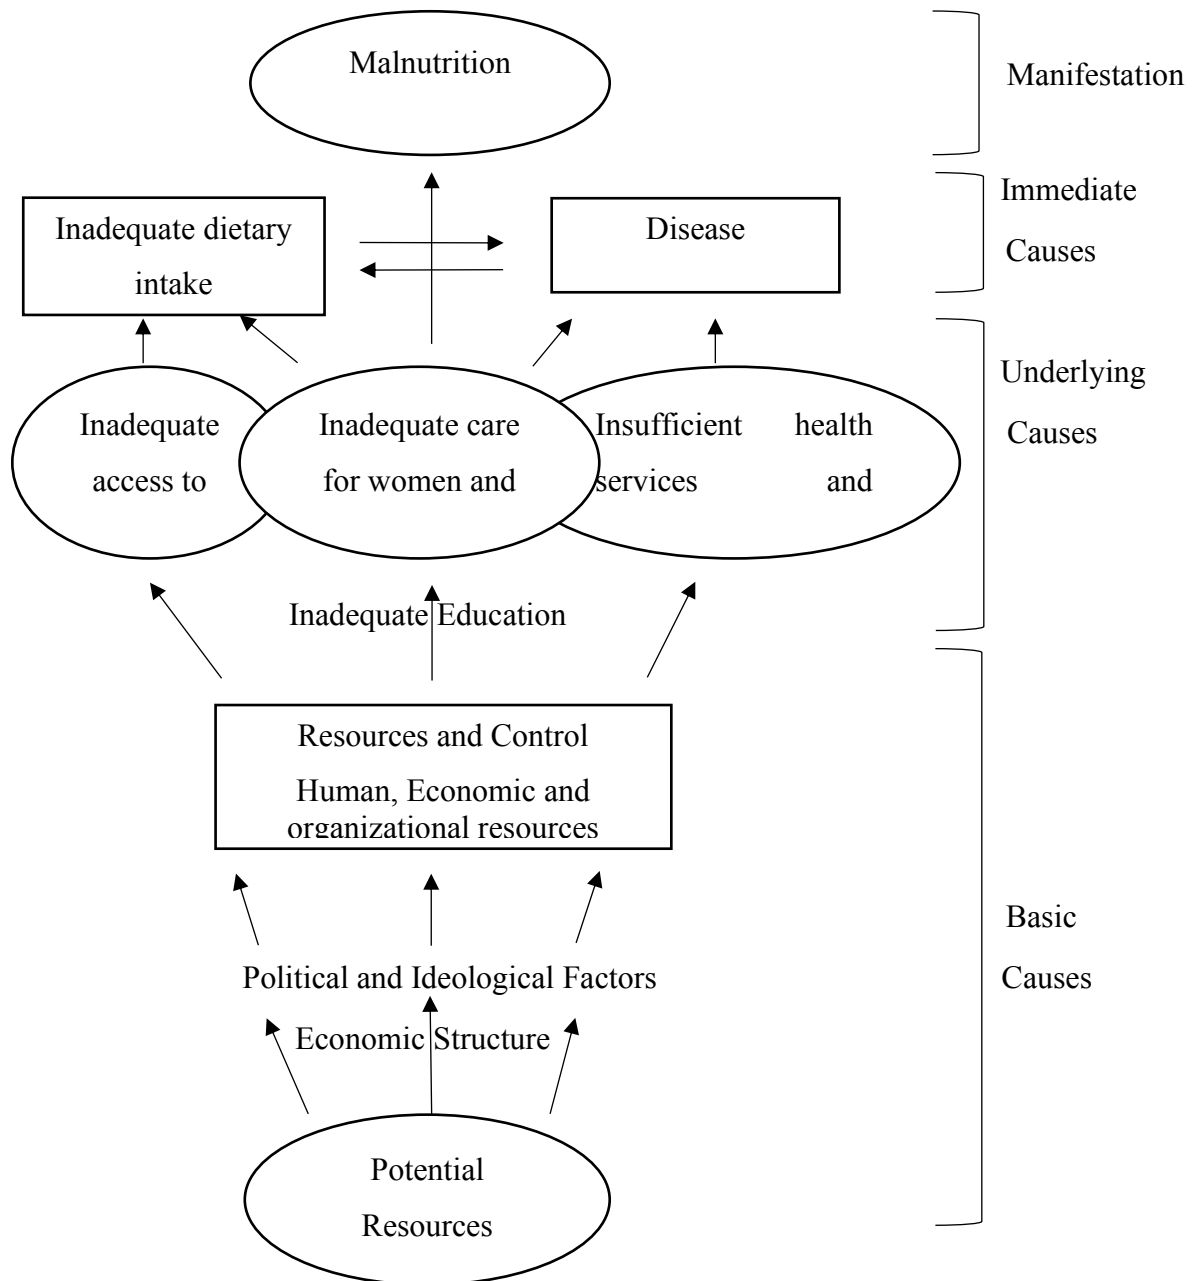 Malnutrition
Manifestation
Immediate
Causes
Inadequate dietary
intake
Disease
Underlying
Causes
Inadequate
access to
Inadequate care
for women and
Insufficient health
services and
Inadequate Education
Resources and Control
Human, Economic and
organizational resources
Basic
Causes
Political and Ideological Factors
Economic Structure
Potential
Resources